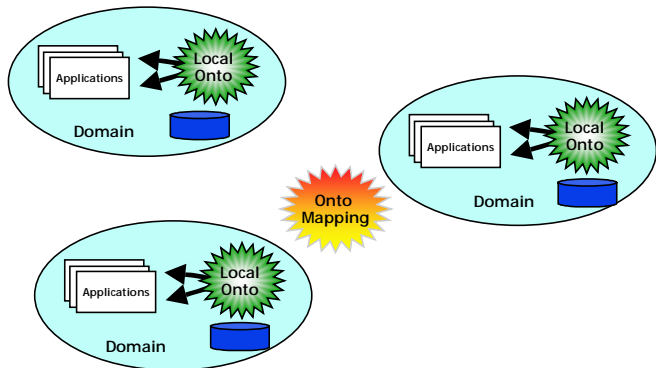 Local
Onto
Applications
Domain
Local
Onto
Applications
Domain
Onto
Mapping
Local
Onto
Applications
Domain